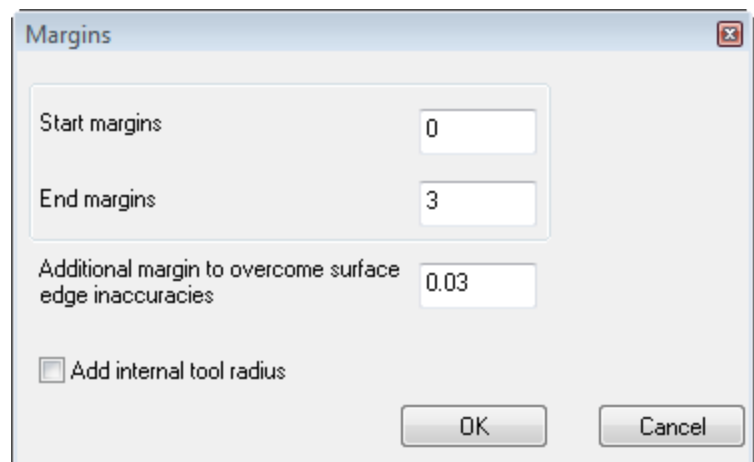 Margins
Start margins
0
End margins
3
Additional margin to overcome surface
edge inaccuracies
0.03
Add internal tool radius
OK
Cancel